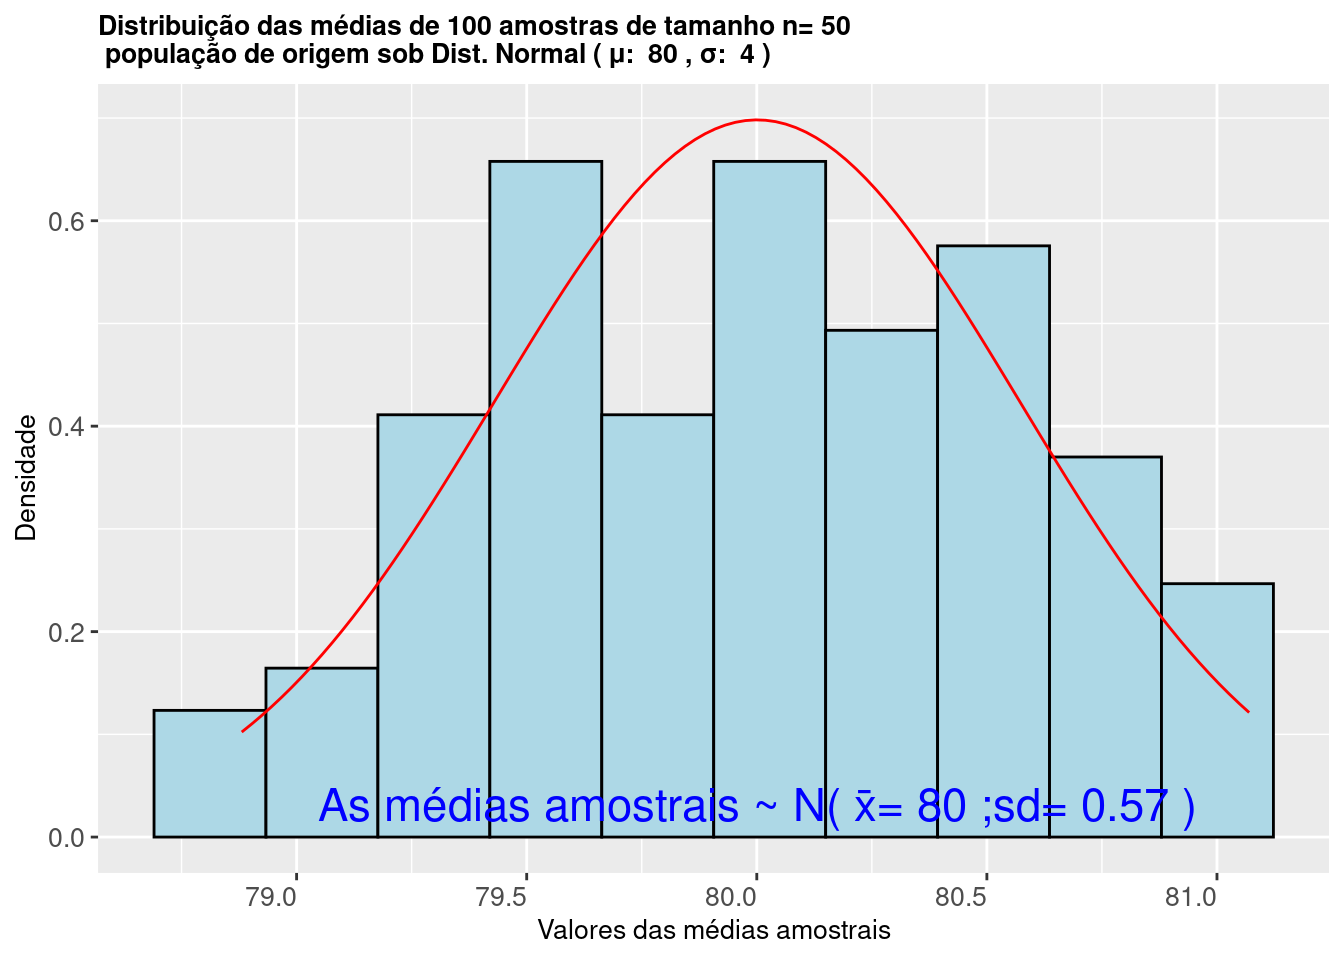 Distribuição das médias de 100 amostras de tamanho n= 50
população de origem sob Dist. Normal ( μ:  80 , σ:  4 )
Densidade
0.6
0.4
0.2
0.0
As médias amostrais ~ N( x̄= 80 ;sd= 0.57 )
79.0 79.5 80.0 80.5 81.0
Valores das médias amostrais